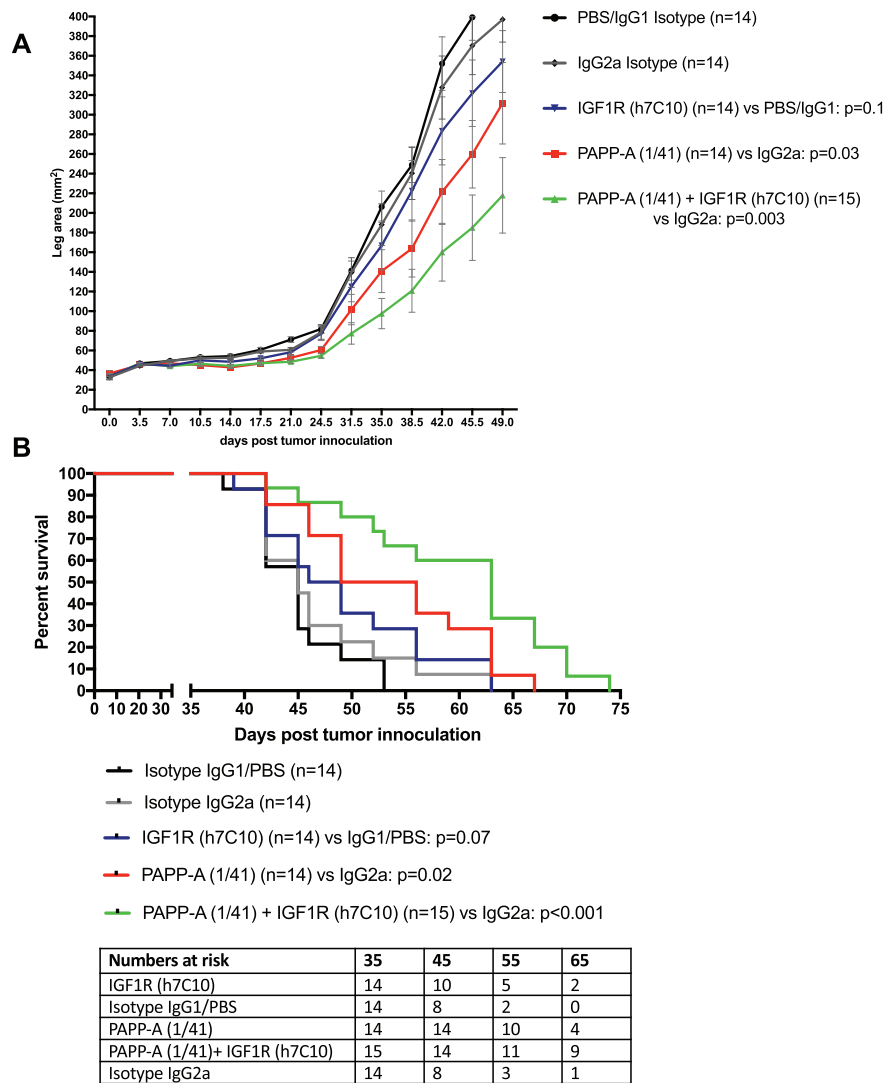 A
PBS/IgG1 Isotype (n=14)
IgG2a Isotype (n=14)
IGF1R (h7C10) (n=14) vs PBS/IgG1: p=0.1
PAPP-A (1/41) (n=14) vs IgG2a: p=0.03
PAPP-A (1/41) + IGF1R (h7C10) (n=15)
vs IgG2a: p=0.003
Leg area (mm²)
400
380
360
340
320
300
280
260
240
220
200
180
160
140
120
100
80
60
40
20
0
0.0 3.5 7.0 10.5 14.0 17.5 21.0 24.5 31.5 35.0 38.5 42.0 45.5 49.0
days post tumor innoculation
B
Percent survival
100
90
80
70
60
50
40
30
20
10
0
0 10 20 30 35 40 45 50 55 60 65 70 75
Days post tumor innoculation
Isotype IgG1/PBS (n=14)
Isotype IgG2a (n=14)
IGF1R (h7C10) (n=14) vs IgG1/PBS: p=0.07
PAPP-A (1/41) (n=14) vs IgG2a: p=0.02
PAPP-A (1/41) + IGF1R (h7C10) (n=15) vs IgG2a: p<0.001
Numbers at risk 35 45 55 65
IGF1R (h7C10) 14 10 5 2
Isotype IgG1/PBS 14 8 2 0
PAPP-A (1/41) 14 14 10 4
PAPP-A (1/41)+ IGF1R (h7C10) 15 14 11 9
Isotype IgG2a 14 8 3 1